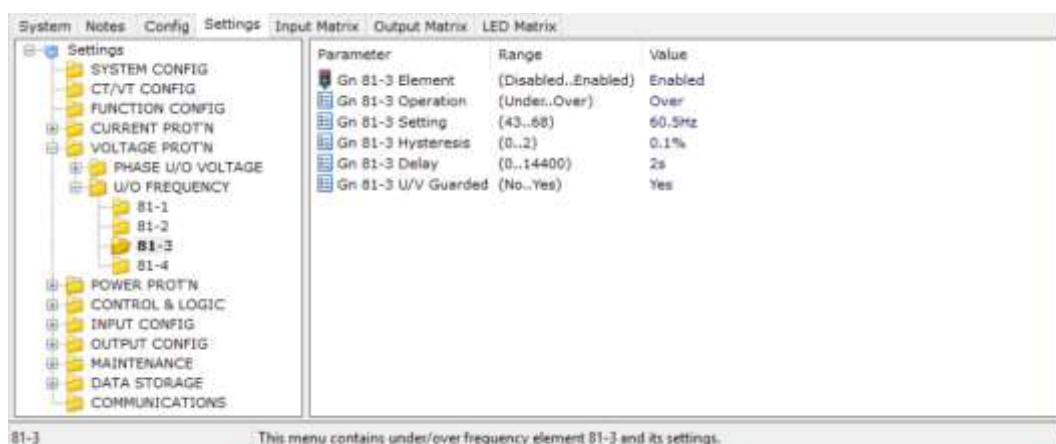 System Notes Config Settings Input Matrix Output Matrix LED Matrix
Settings
SYSTEM CONFIG
CT/VT CONFIG
FUNCTION CONFIG
CURRENT PROT'N
VOLTAGE PROT'N
PHASE U/O VOLTAGE
U/O FREQUENCY
81-1
81-2
81-3
81-4
POWER PROT'N
CONTROL & LOGIC
INPUT CONFIG
OUTPUT CONFIG
MAINTENANCE
DATA STORAGE
COMMUNICATIONS
Parameter Range Value
Gn 81-3 Element (Disabled..Enabled) Enabled
Gn 81-3 Operation (Under..Over) Over
Gn 81-3 Setting (43..68) 60.5Hz
Gn 81-3 Hysteresis (0..2) 0.1%
Gn 81-3 Delay (0..14400) 2s
Gn 81-3 U/V Guarded (No..Yes) Yes
81-3 This menu contains under/over frequency element 81-3 and its settings.